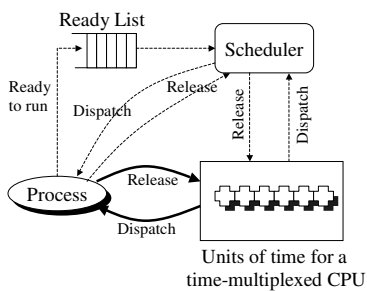 Ready List
Scheduler
Ready
to run
Dispatch
Release
Release
Dispatch
Process
Release
Dispatch
Units of time for a
time-multiplexed CPU